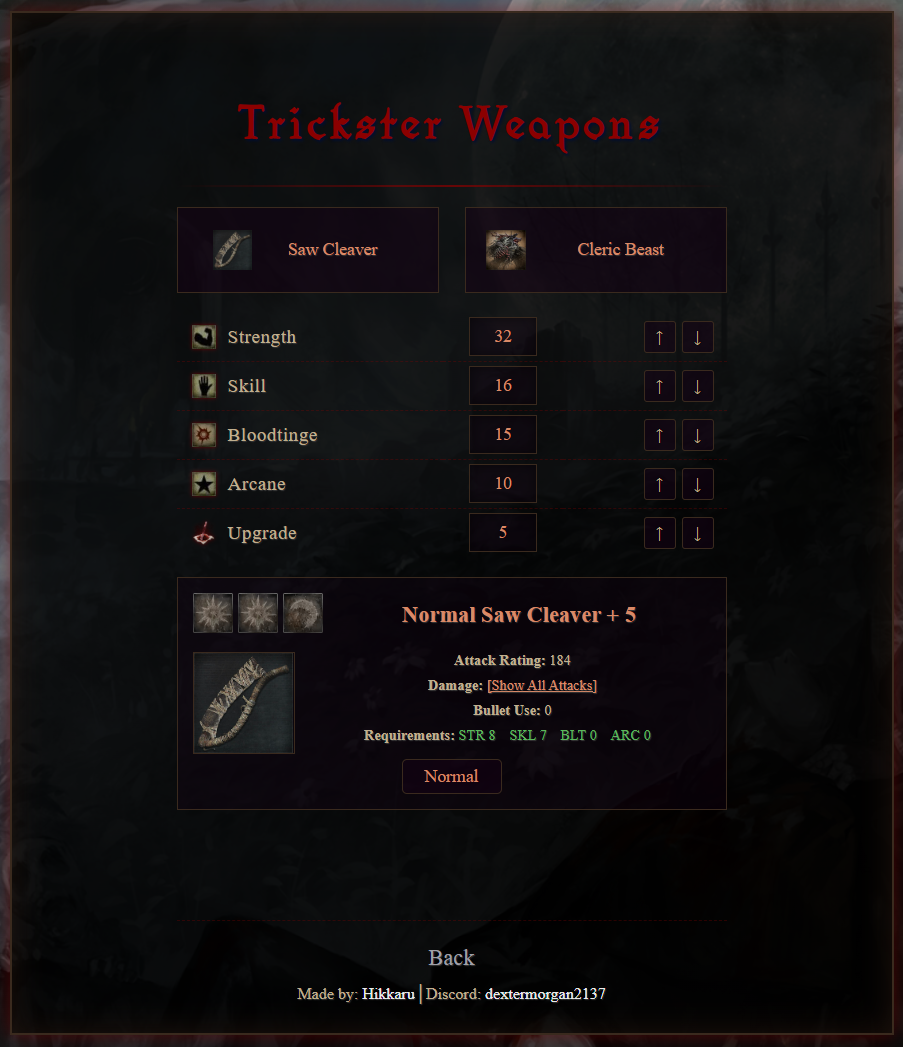 Trickster Weapons
Saw Cleaver
Cleric Beast
Strength 32 ↑ ↓
Skill 16 ↑ ↓
Bloodtinge 15 ↑ ↓
Arcane 10 ↑ ↓
Upgrade 5 ↑ ↓
Normal Saw Cleaver + 5
Attack Rating: 184
Damage: [Show All Attacks]
Bullet Use: 0
Requirements: STR 8 SKL 7 BLT 0 ARC 0
Normal
Back
Made by: Hikkaru | Discord: dextermorgan2137